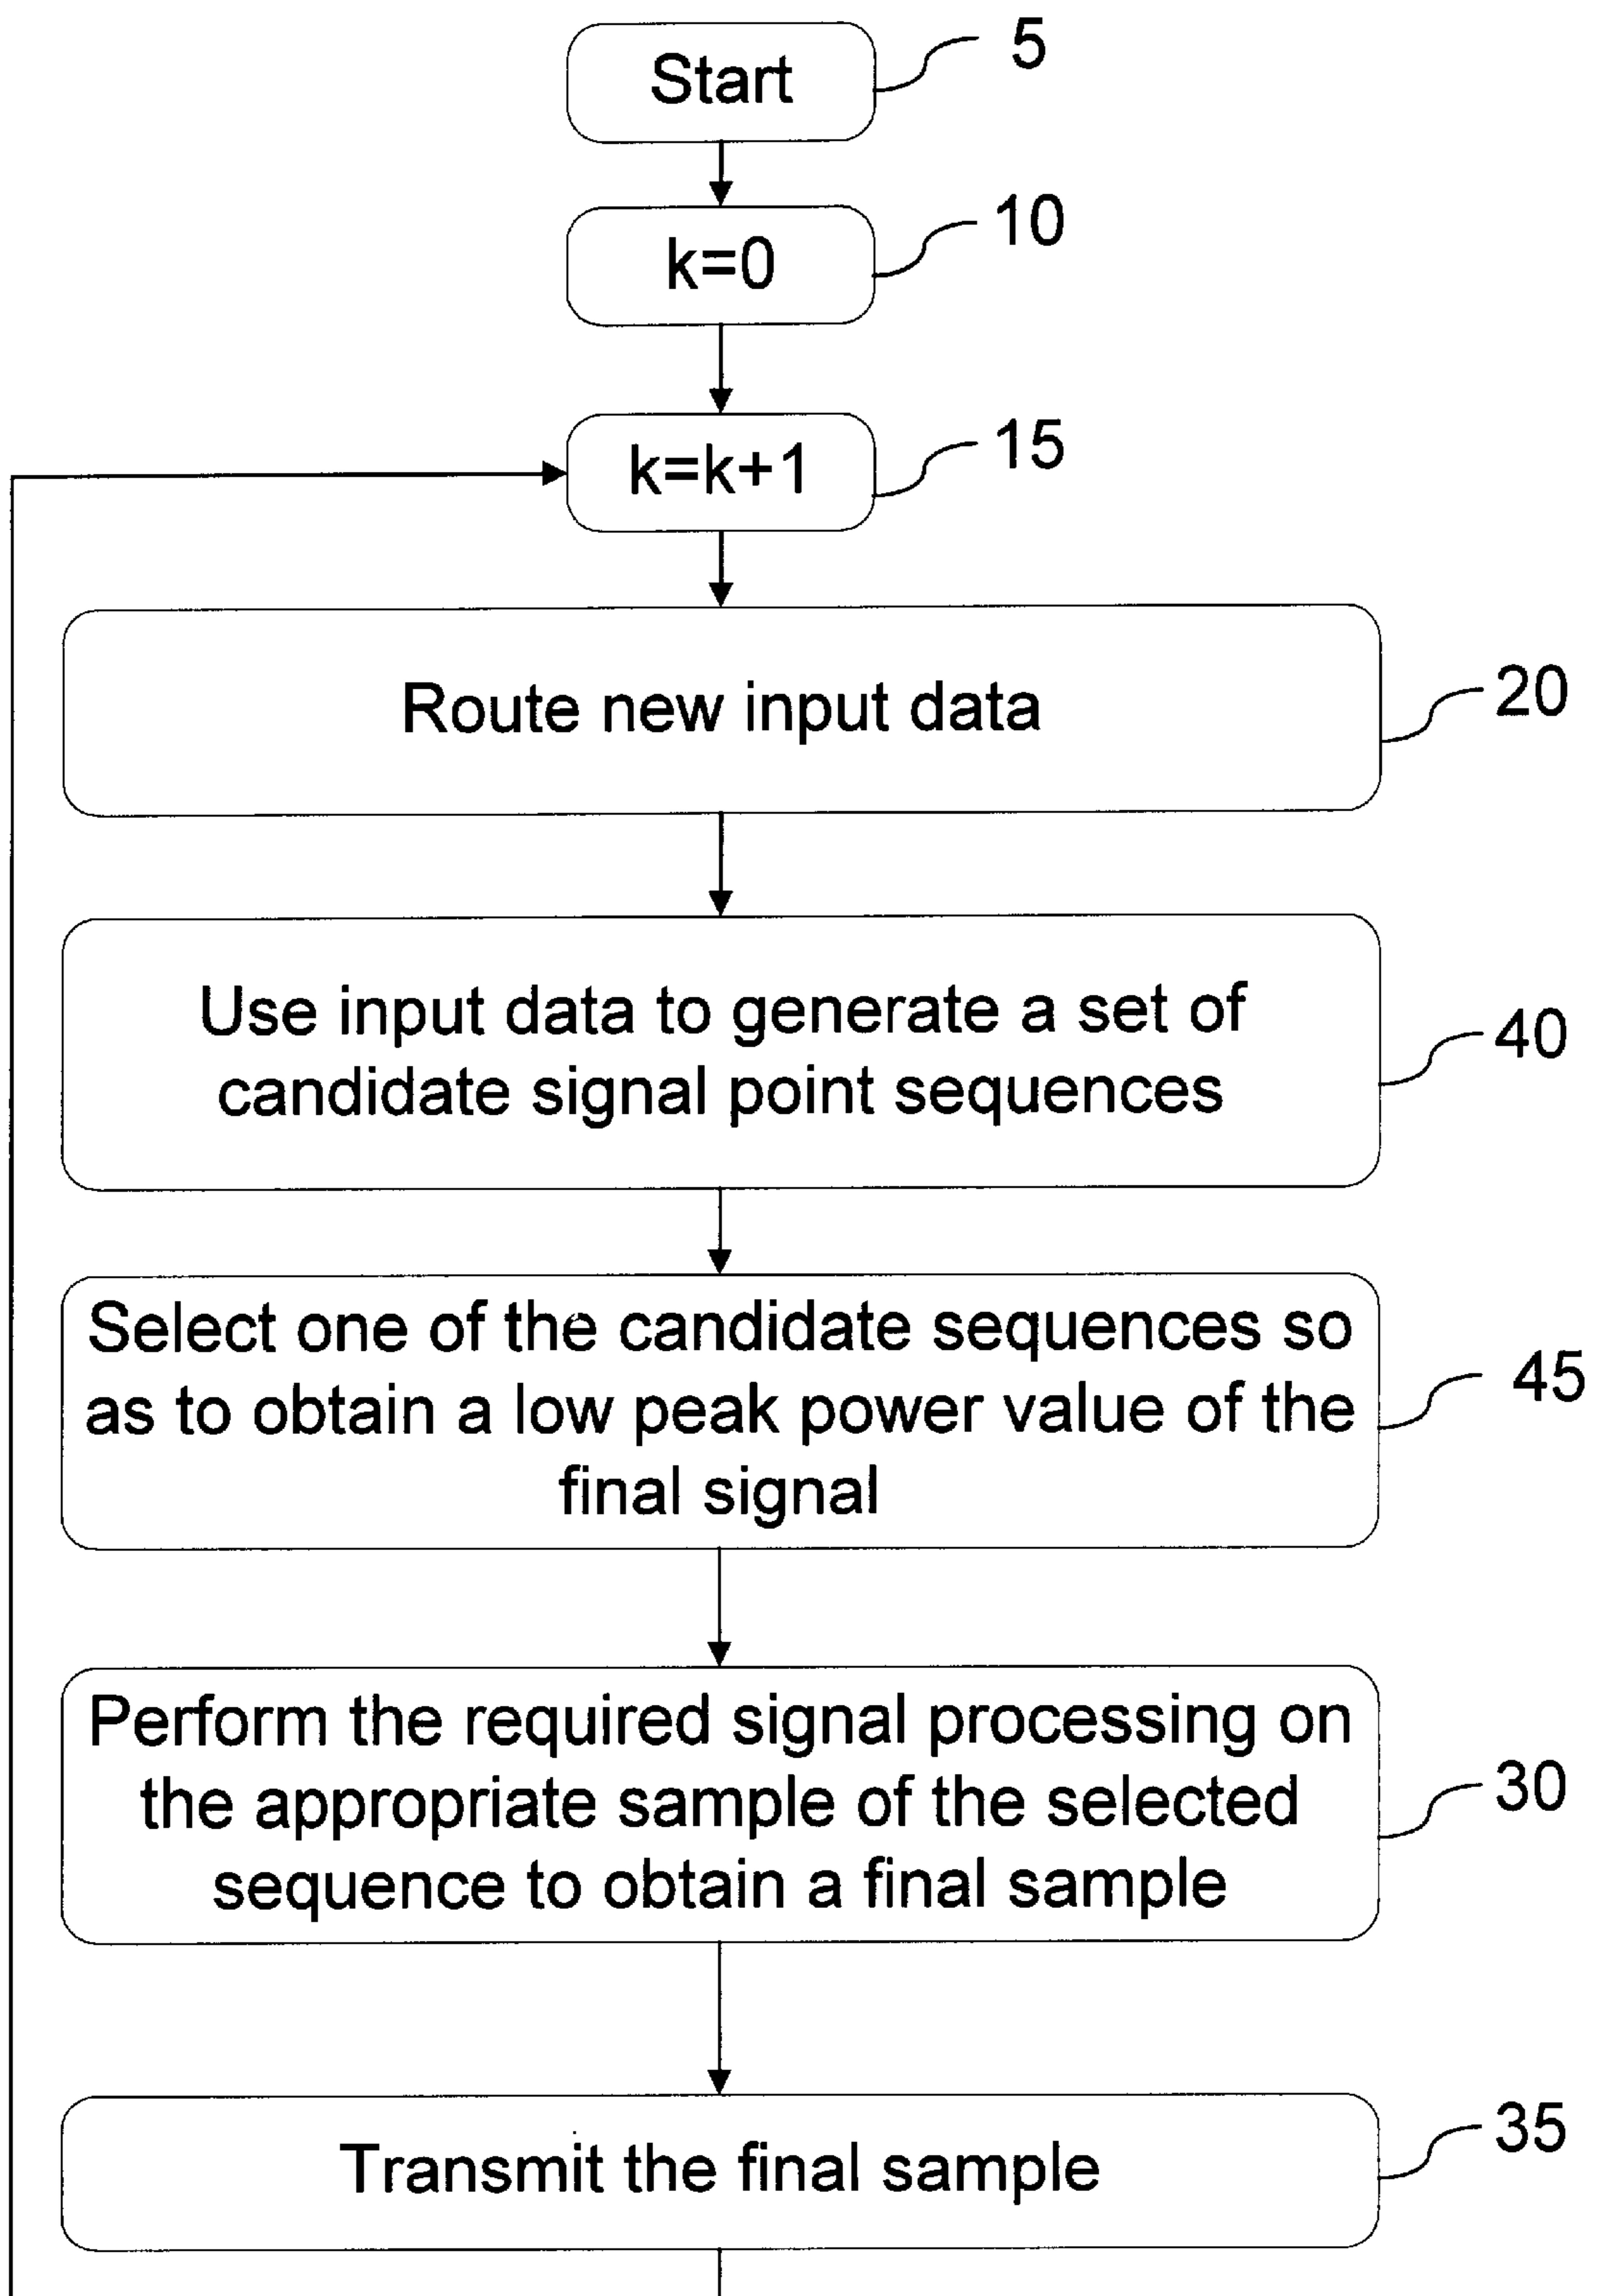 Start
5
k=0
10
k=k+1
15
Route new input data
20
Use input data to generate a set of
candidate signal point sequences
40
Select one of the candidate sequences so
as to obtain a low peak power value of the
final signal
45
Perform the required signal processing on
the appropriate sample of the selected
sequence to obtain a final sample
30
Transmit the final sample
35